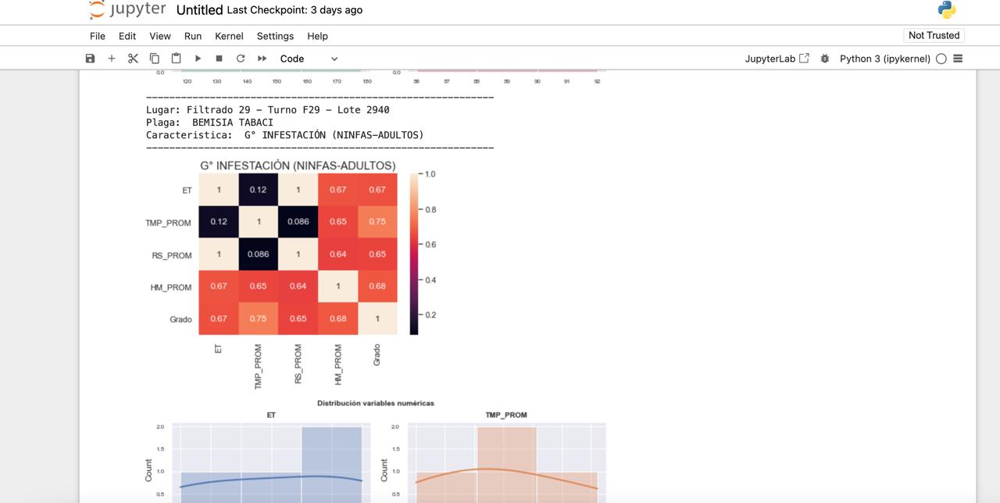 jupyter Untitled Last Checkpoint: 3 days ago
File Edit View Run Kernel Settings Help Not Trusted
Code JupyterLab Python 3 (ipykernel)
0.0 0.0
120 130 140 150 160 170 180 86 87 88 89 90 91 92
------------------------------------------------------------
Lugar: Filtrado 29 - Turno F29 - Lote 2940
Plaga: BEMISIA TABACI
Caracteristica: G° INFESTACIÓN (NINFAS-ADULTOS)
------------------------------------------------------------
G° INFESTACIÓN (NINFAS-ADULTOS)
ET 1 0.12 1 0.67 0.67
TMP_PROM 0.12 1 0.086 0.65 0.75
RS_PROM 1 0.086 1 0.64 0.65
HM_PROM 0.67 0.65 0.64 1 0.68
Grado 0.67 0.75 0.65 0.68 1
ET TMP_PROM RS_PROM HM_PROM Grado
1.0
0.8
0.6
0.4
0.2
Distribución variables numéricas
ET TMP_PROM
2.0 2.0
1.5 1.5
Count Count
1.0 1.0
0.5 0.5